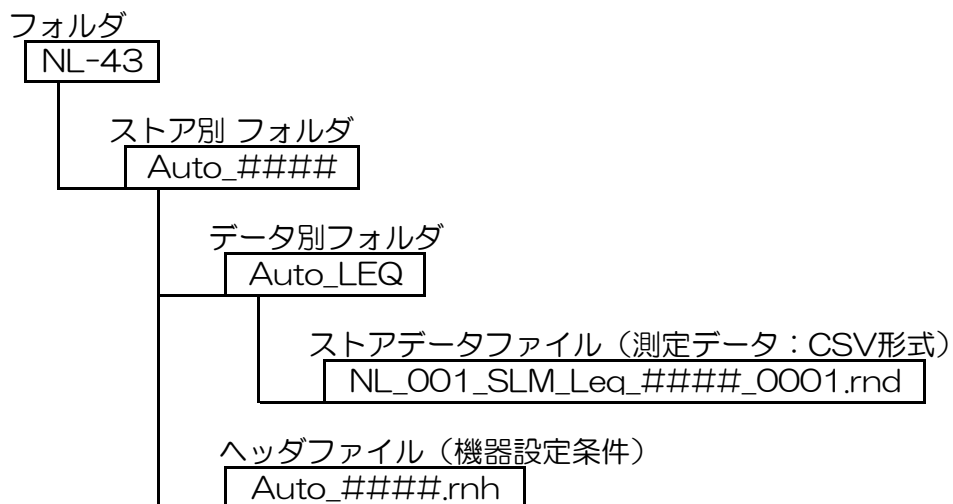 フォルダ
NL-43
ストア別 フォルダ
Auto_####
データ別フォルダ
Auto_LEQ
ストアデータファイル（測定データ：CSV形式）
NL_001_SLM_Leq_####_0001.rnd
ヘッダファイル（機器設定条件）
Auto_####.rnh